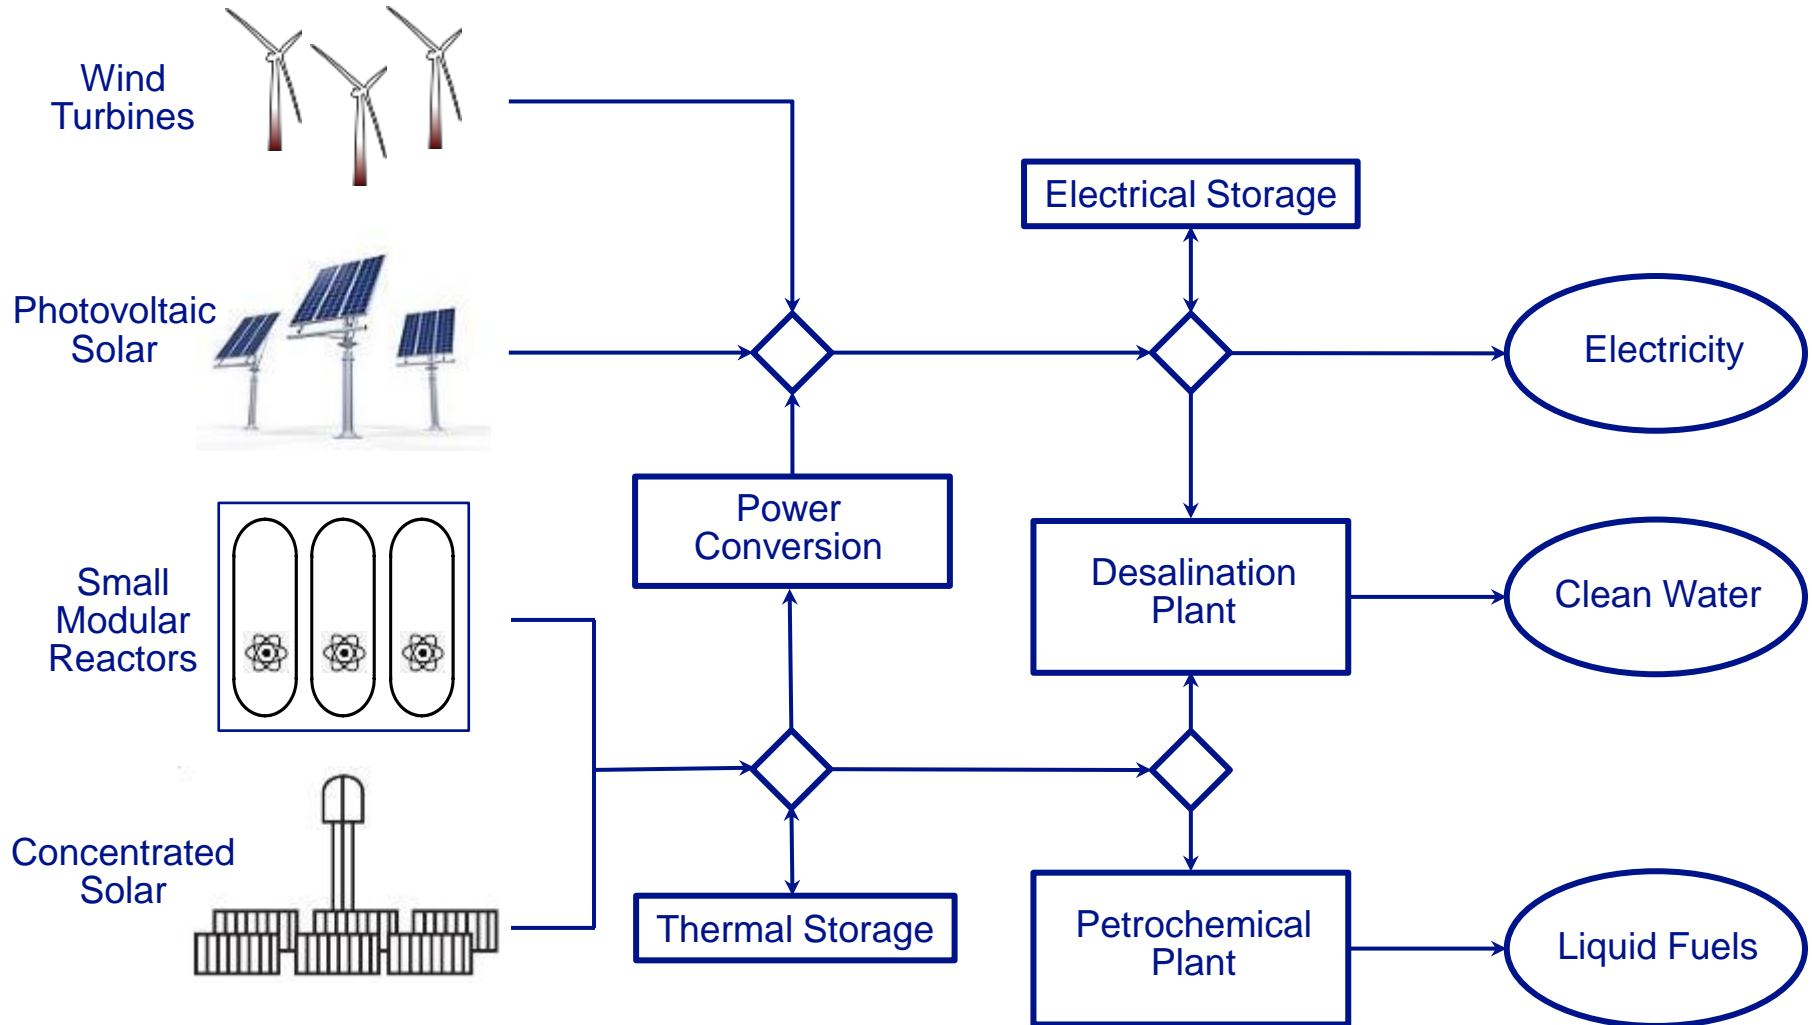 Wind
Turbines
Electrical Storage
Photovoltaic
Solar
Electricity
Power
Conversion
Small
Modular
Reactors
Desalination
Plant
Clean Water
Concentrated
Solar
Thermal Storage
Petrochemical
Plant
Liquid Fuels